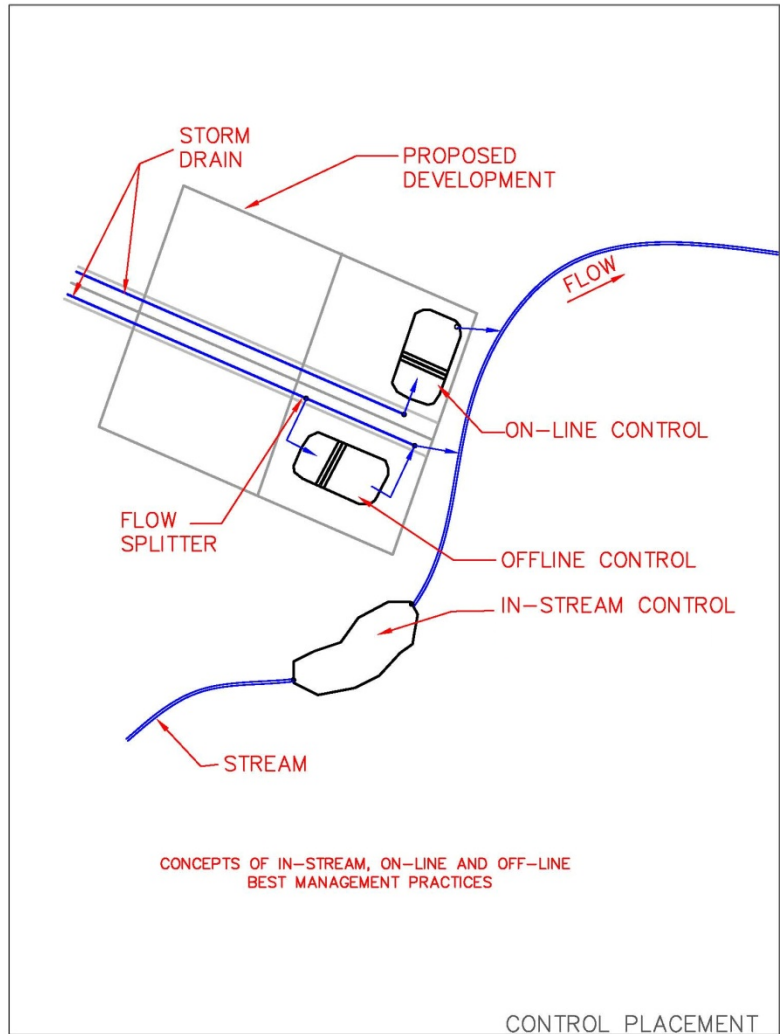 STORM
DRAIN
PROPOSED
DEVELOPMENT
FLOW
ON-LINE CONTROL
FLOW
SPLITTER
OFFLINE CONTROL
IN-STREAM CONTROL
STREAM
CONCEPTS OF IN-STREAM, ON-LINE AND OFF-LINE
BEST MANAGEMENT PRACTICES
CONTROL PLACEMENT